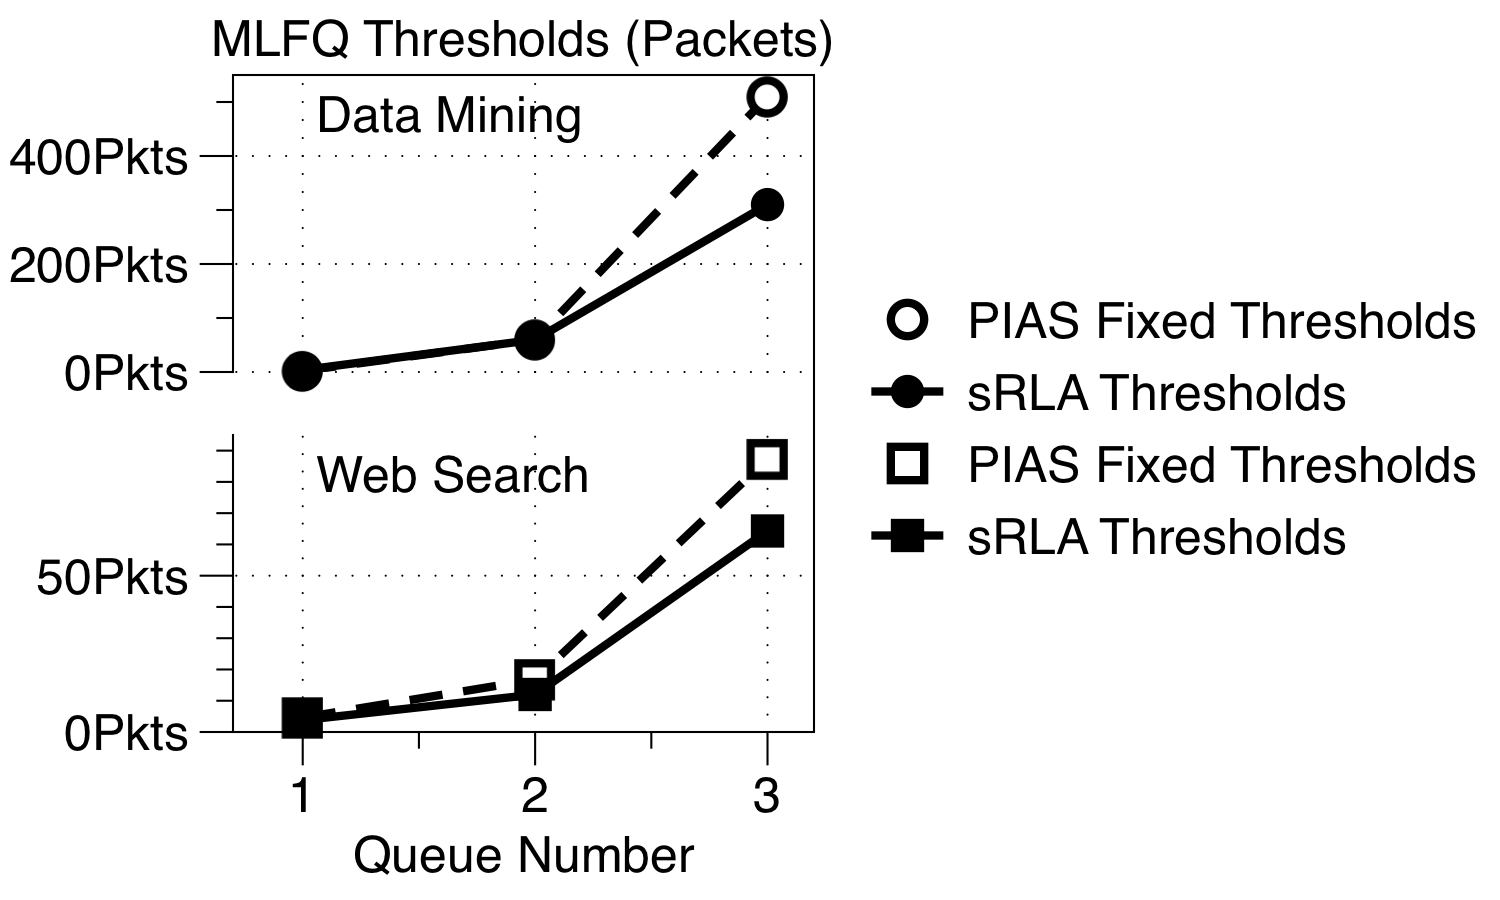 MLFQ Thresholds (Packets)
Data Mining
400Pkts
200Pkts
0Pkts
Web Search
50Pkts
0Pkts
1 2 3
Queue Number
PIAS Fixed Thresholds
sRLA Thresholds
PIAS Fixed Thresholds
sRLA Thresholds